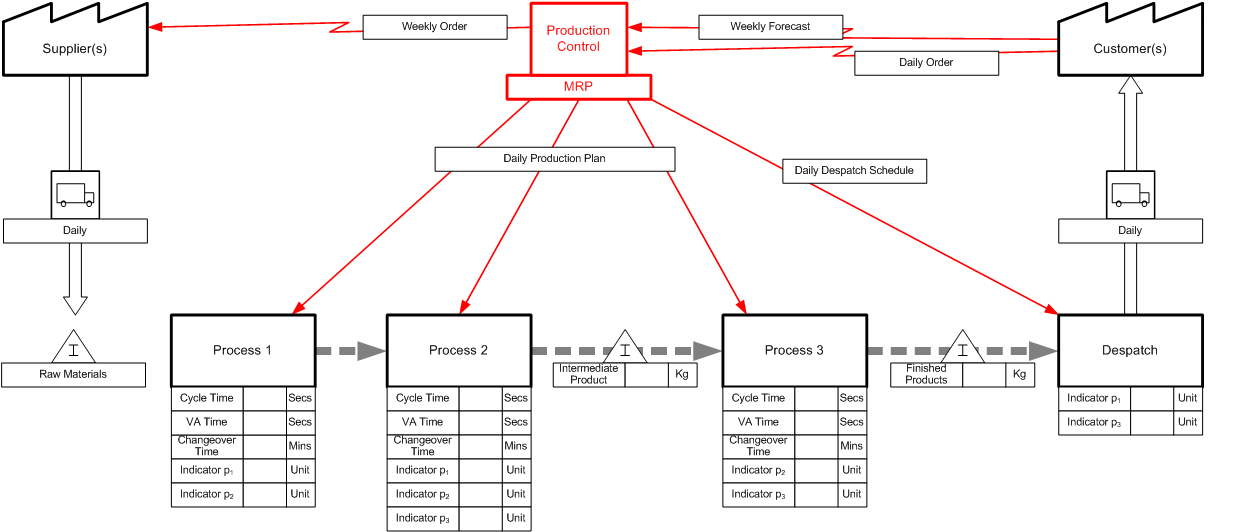 Supplier(s)
Weekly Order
Production
Control
MRP
Weekly Forecast
Daily Order
Customer(s)
Daily Production Plan
Daily Despatch Schedule
Daily
Daily
I
Raw Materials
Process 1
Process 2
I
Intermediate
Product
Kg
Process 3
I
Finished
Products
Kg
Despatch
Cycle Time Secs
VA Time Secs
Changeover
Time Mins
Indicator p₁ Unit
Indicator p₂ Unit
Cycle Time Secs
VA Time Secs
Changeover
Time Mins
Indicator p₁ Unit
Indicator p₂ Unit
Indicator p₃ Unit
Cycle Time Secs
VA Time Secs
Changeover
Time Mins
Indicator p₂ Unit
Indicator p₃ Unit
Indicator p₁ Unit
Indicator p₃ Unit